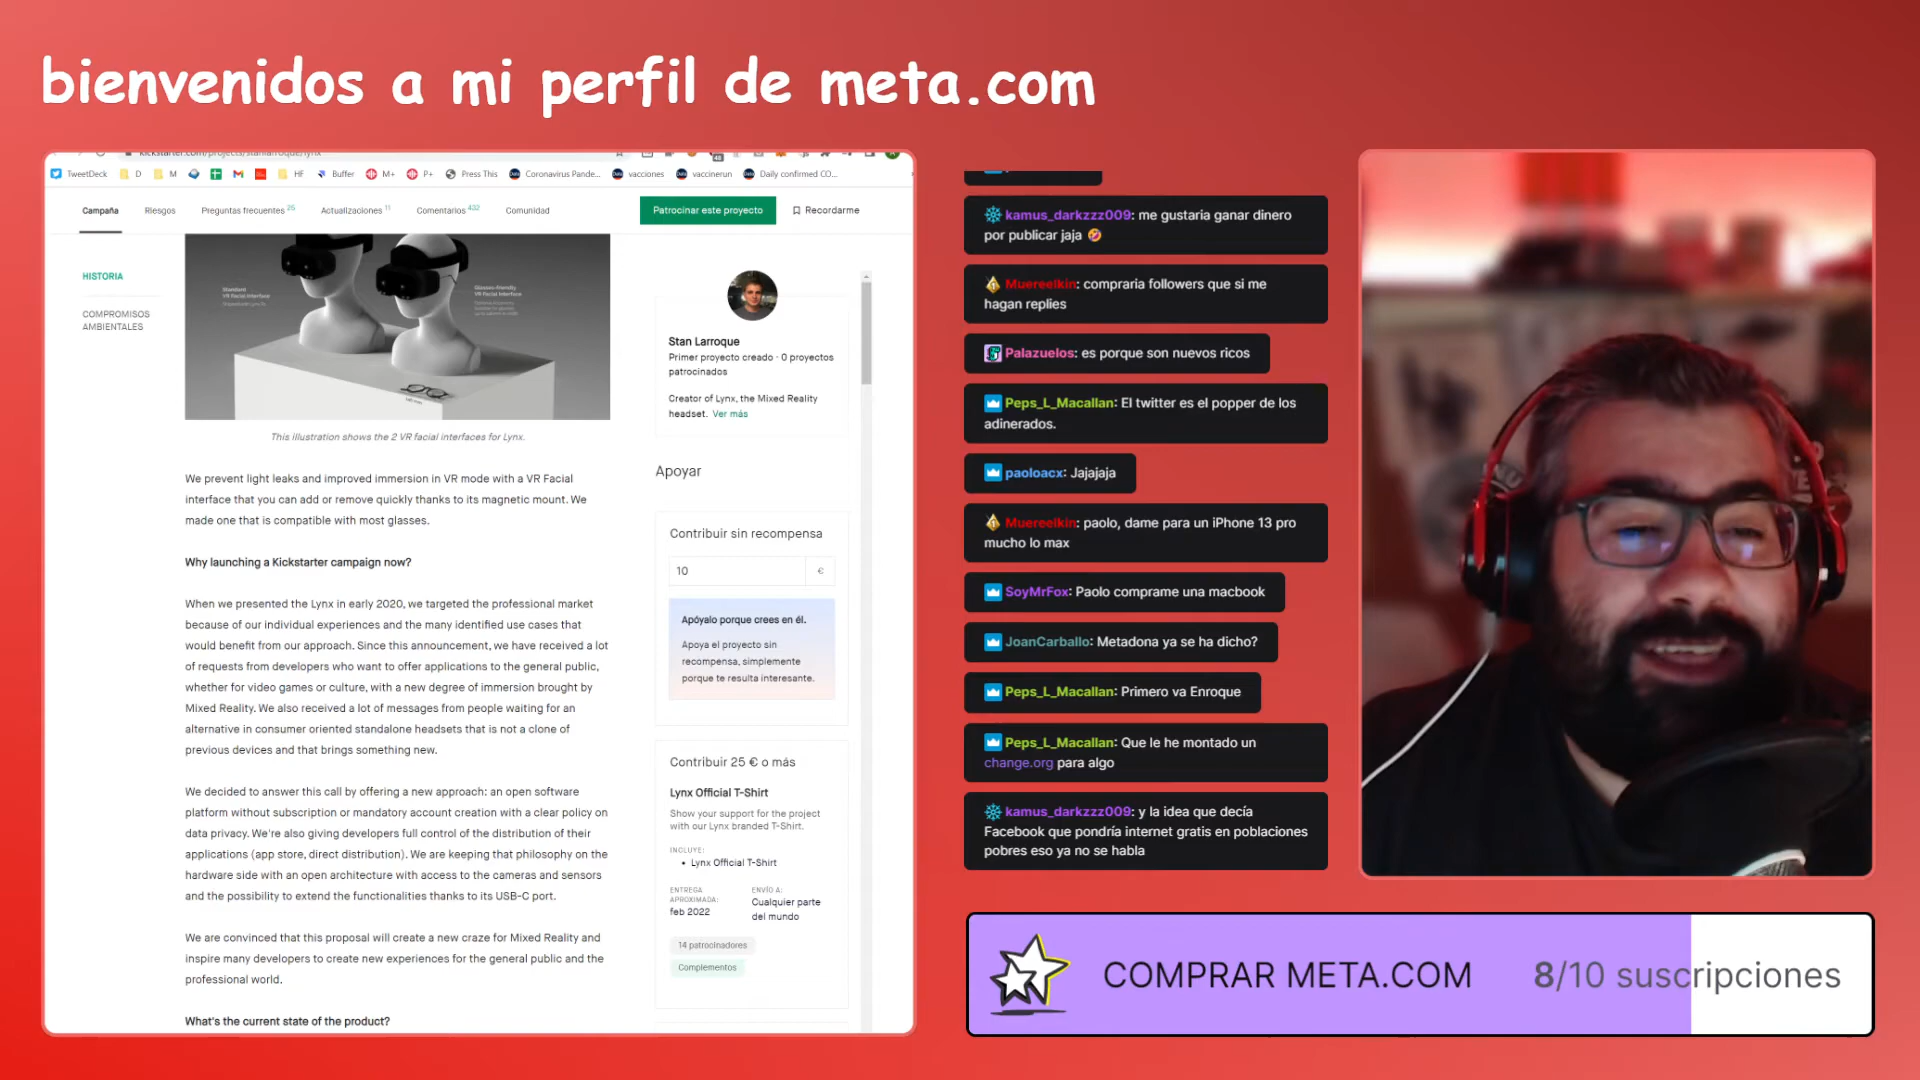 bienvenidos a mi perfil de meta.com
TweetDeck D M HF Buffer M+ P+ Press This Coronavirus Pande... vacciones vaccinerun Daily confirmed CO...
Campaña Riesgos Preguntas frecuentes 25 Actualizaciones 11 Comentarios 432 Comunidad
Patrocinar este proyecto Recordarme
HISTORIA
COMPROMISOS
AMBIENTALES
Standard
VR Facial Interface
Glasses-friendly
VR Facial Interface
This illustration shows the 2 VR facial interfaces for Lynx.
We prevent light leaks and improved immersion in VR mode with a VR Facial
interface that you can add or remove quickly thanks to its magnetic mount. We
made one that is compatible with most glasses.
Why launching a Kickstarter campaign now?
When we presented the Lynx in early 2020, we targeted the professional market
because of our individual experiences and the many identified use cases that
would benefit from our approach. Since this announcement, we have received a lot
of requests from developers who want to offer applications to the general public,
whether for video games or culture, with a new degree of immersion brought by
Mixed Reality. We also received a lot of messages from people waiting for an
alternative in consumer oriented standalone headsets that is not a clone of
previous devices and that brings something new.
We decided to answer this call by offering a new approach: an open software
platform without subscription or mandatory account creation with a clear policy on
data privacy. We're also giving developers full control of the distribution of their
applications (app store, direct distribution). We are keeping that philosophy on the
hardware side with an open architecture with access to the cameras and sensors
and the possibility to extend the functionalities thanks to its USB-C port.
We are convinced that this proposal will create a new craze for Mixed Reality and
inspire many developers to create new experiences for the general public and the
professional world.
What's the current state of the product?
Stan Larroque
Primer proyecto creado · 0 proyectos
patrocinados
Creator of Lynx, the Mixed Reality
headset. Ver más
Apoyar
Contribuir sin recompensa
10 €
Apóyalo porque crees en él.
Apoya el proyecto sin
recompensa, simplemente
porque te resulta interesante.
Contribuir 25 € o más
Lynx Official T-Shirt
Show your support for the project
with our Lynx branded T-Shirt.
INCLUYE:
• Lynx Official T-Shirt
ENTREGA
APROXIMADA:
feb 2022
ENVÍO A:
Cualquier parte
del mundo
14 patrocinadores
Complementos
kamus_darkzzz009: me gustaria ganar dinero
por publicar jaja 🤣
Muereelkin: compraria followers que si me
hagan replies
Palazuelos: es porque son nuevos ricos
Peps_L_Macallan: El twitter es el popper de los
adinerados.
paoloacx: Jajajaja
Muereelkin: paolo, dame para un iPhone 13 pro
mucho lo max
SoyMrFox: Paolo comprame una macbook
JoanCarballo: Metadona ya se ha dicho?
Peps_L_Macallan: Primero va Enroque
Peps_L_Macallan: Que le he montado un
change.org para algo
kamus_darkzzz009: y la idea que decía
Facebook que pondría internet gratis en poblaciones
pobres eso ya no se habla
COMPRAR META.COM 8/10 suscripciones